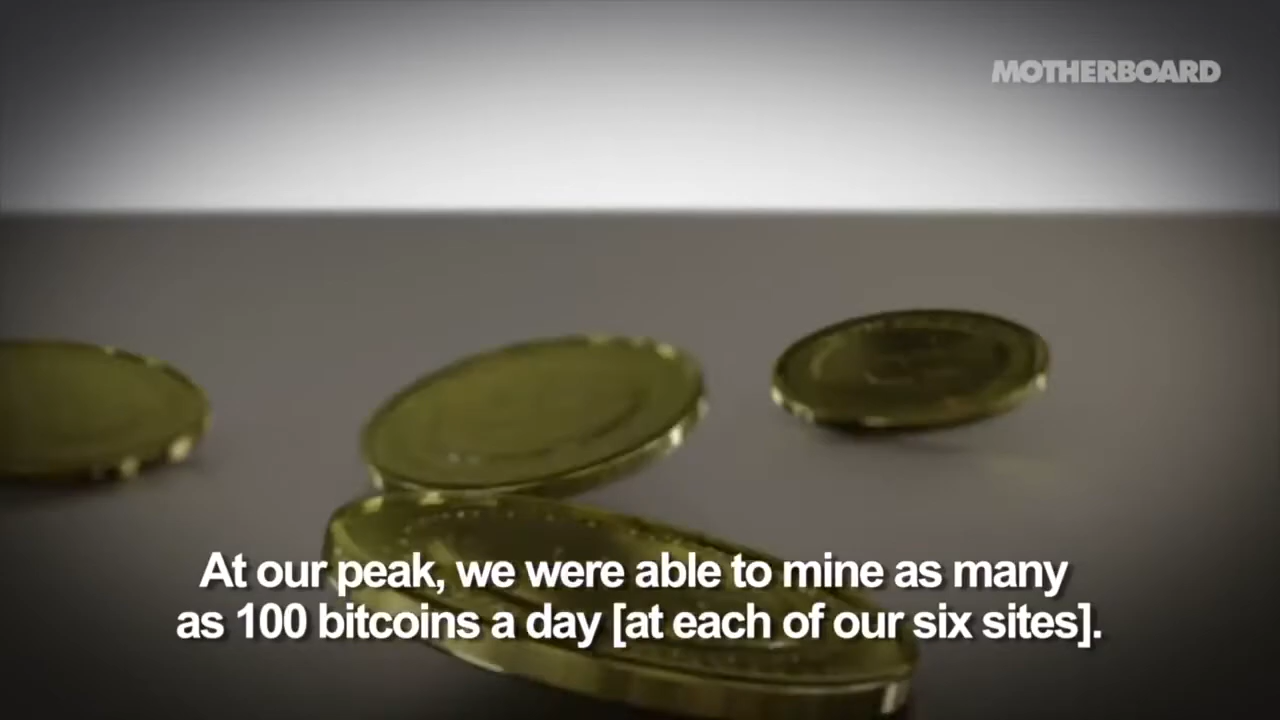 MOTHERBOARD
At our peak, we were able to mine as many
as 100 bitcoins a day [at each of our six sites].